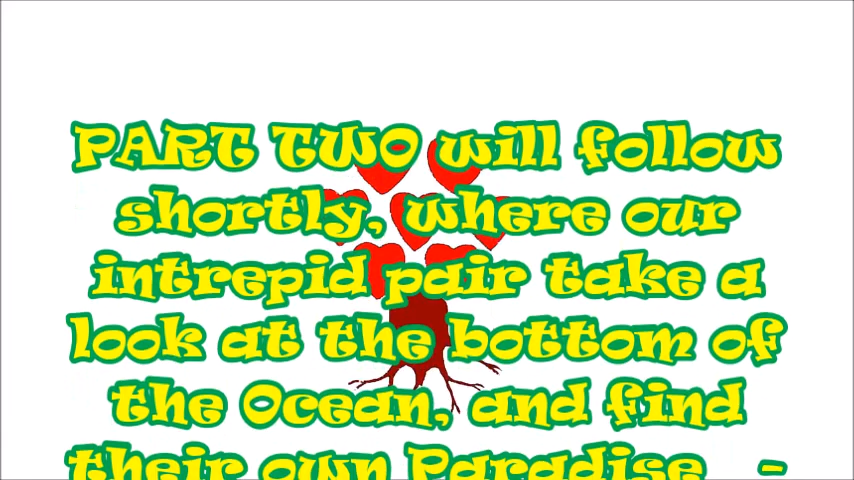 PART TWO will follow
shortly, where our
intrepid pair take a
look at the bottom of
the Ocean, and find
their own Paradise -